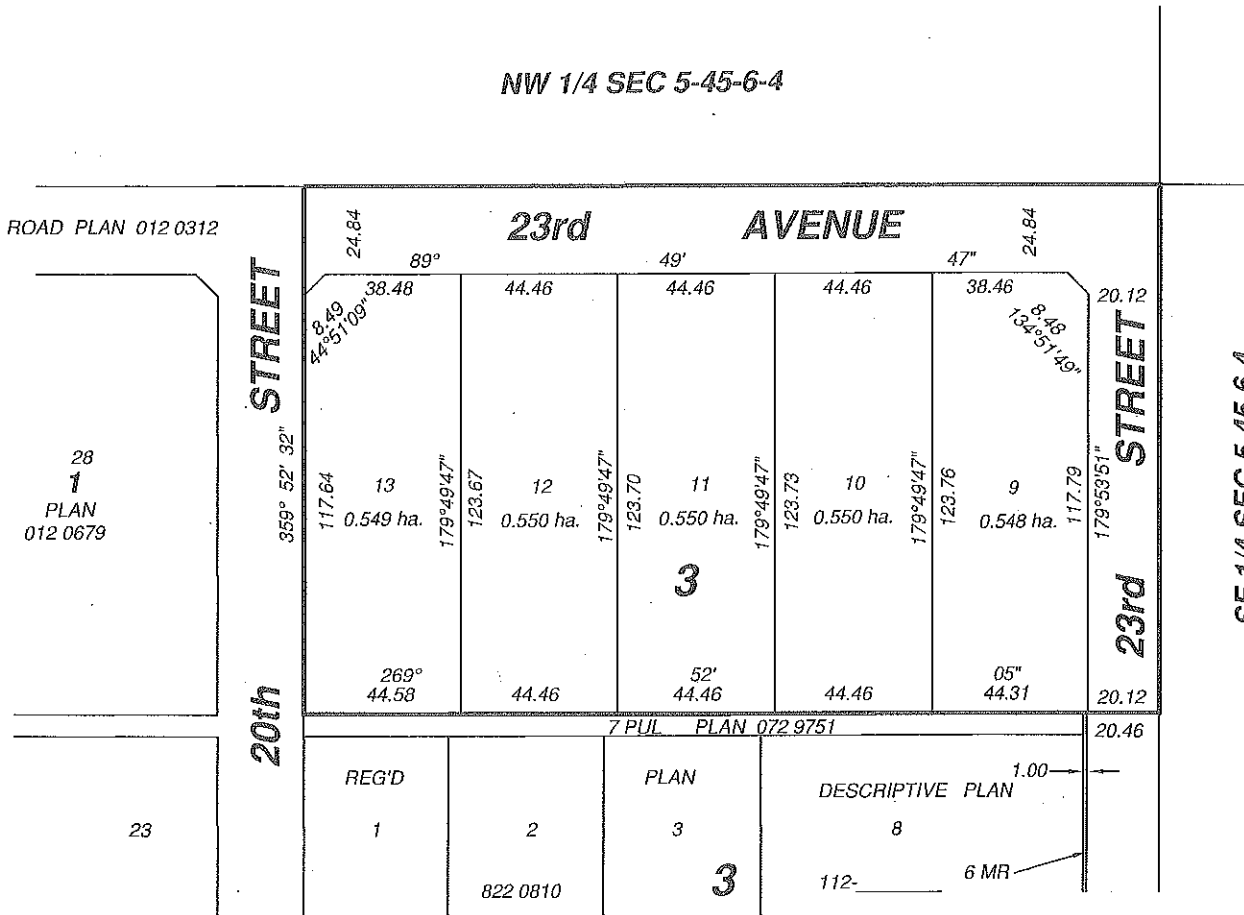 NW 1/4 SEC 5-45-6-4
ROAD PLAN 012 0312
23rd AVENUE
24.84
24.84
89° 49' 47"
38.48 44.46 44.46 44.46 38.46
8.49
44°51'09"
8.48
134°51'49"
20.12
20th STREET
23rd STREET
359° 52' 32"
28
1
PLAN
012 0679
117.64
13
0.549 ha.
179°49'47"
123.67
12
0.550 ha.
179°49'47"
123.70
11
0.550 ha.
179°49'47"
123.73
10
0.550 ha.
179°49'47"
123.76
9
0.548 ha.
117.79
179°53'51"
3
269° 52' 05"
44.58 44.46 44.46 44.46 44.31 20.12
7 PUL PLAN 072 9751
20.46
REG'D PLAN
DESCRIPTIVE PLAN
1.00
23
1
2
3
8
822 0810
3
112-________
6 MR